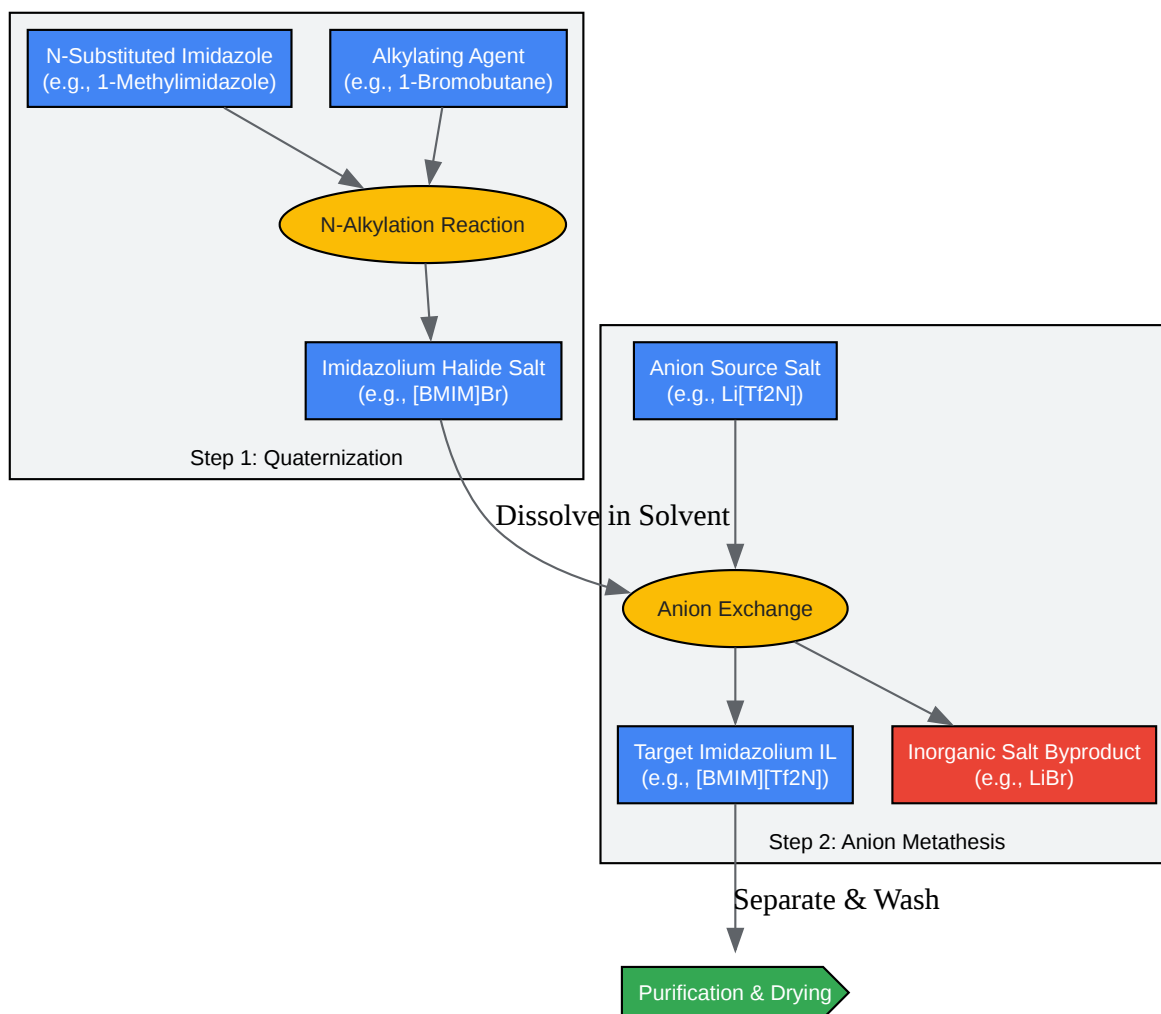 N-Substituted Imidazole
(e.g., 1-Methylimidazole)
Alkylating Agent
(e.g., 1-Bromobutane)
N-Alkylation Reaction
Imidazolium Halide Salt
(e.g., [BMIM]Br)
Step 1: Quaternization
Anion Source Salt
(e.g., Li[Tf2N])
Dissolve in Solvent
Anion Exchange
Target Imidazolium IL
(e.g., [BMIM][Tf2N])
Inorganic Salt Byproduct
(e.g., LiBr)
Step 2: Anion Metathesis
Separate & Wash
Purification & Drying